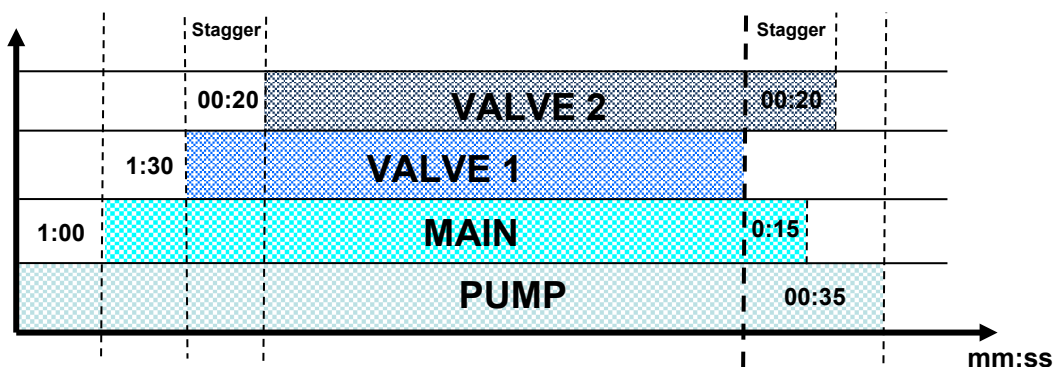 Stagger Stagger
00:20 VALVE 2 00:20
1:30 VALVE 1
1:00 MAIN 0:15
PUMP 00:35
mm:ss